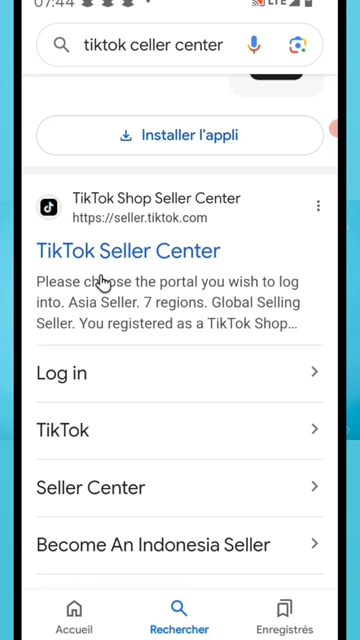 07:44 LTE
tiktok celler center
Installer l'appli
TikTok Shop Seller Center
https://seller.tiktok.com
TikTok Seller Center
Please choose the portal you wish to log
into. Asia Seller. 7 regions. Global Selling
Seller. You registered as a TikTok Shop...
Log in
TikTok
Seller Center
Become An Indonesia Seller
Accueil Rechercher Enregistrés